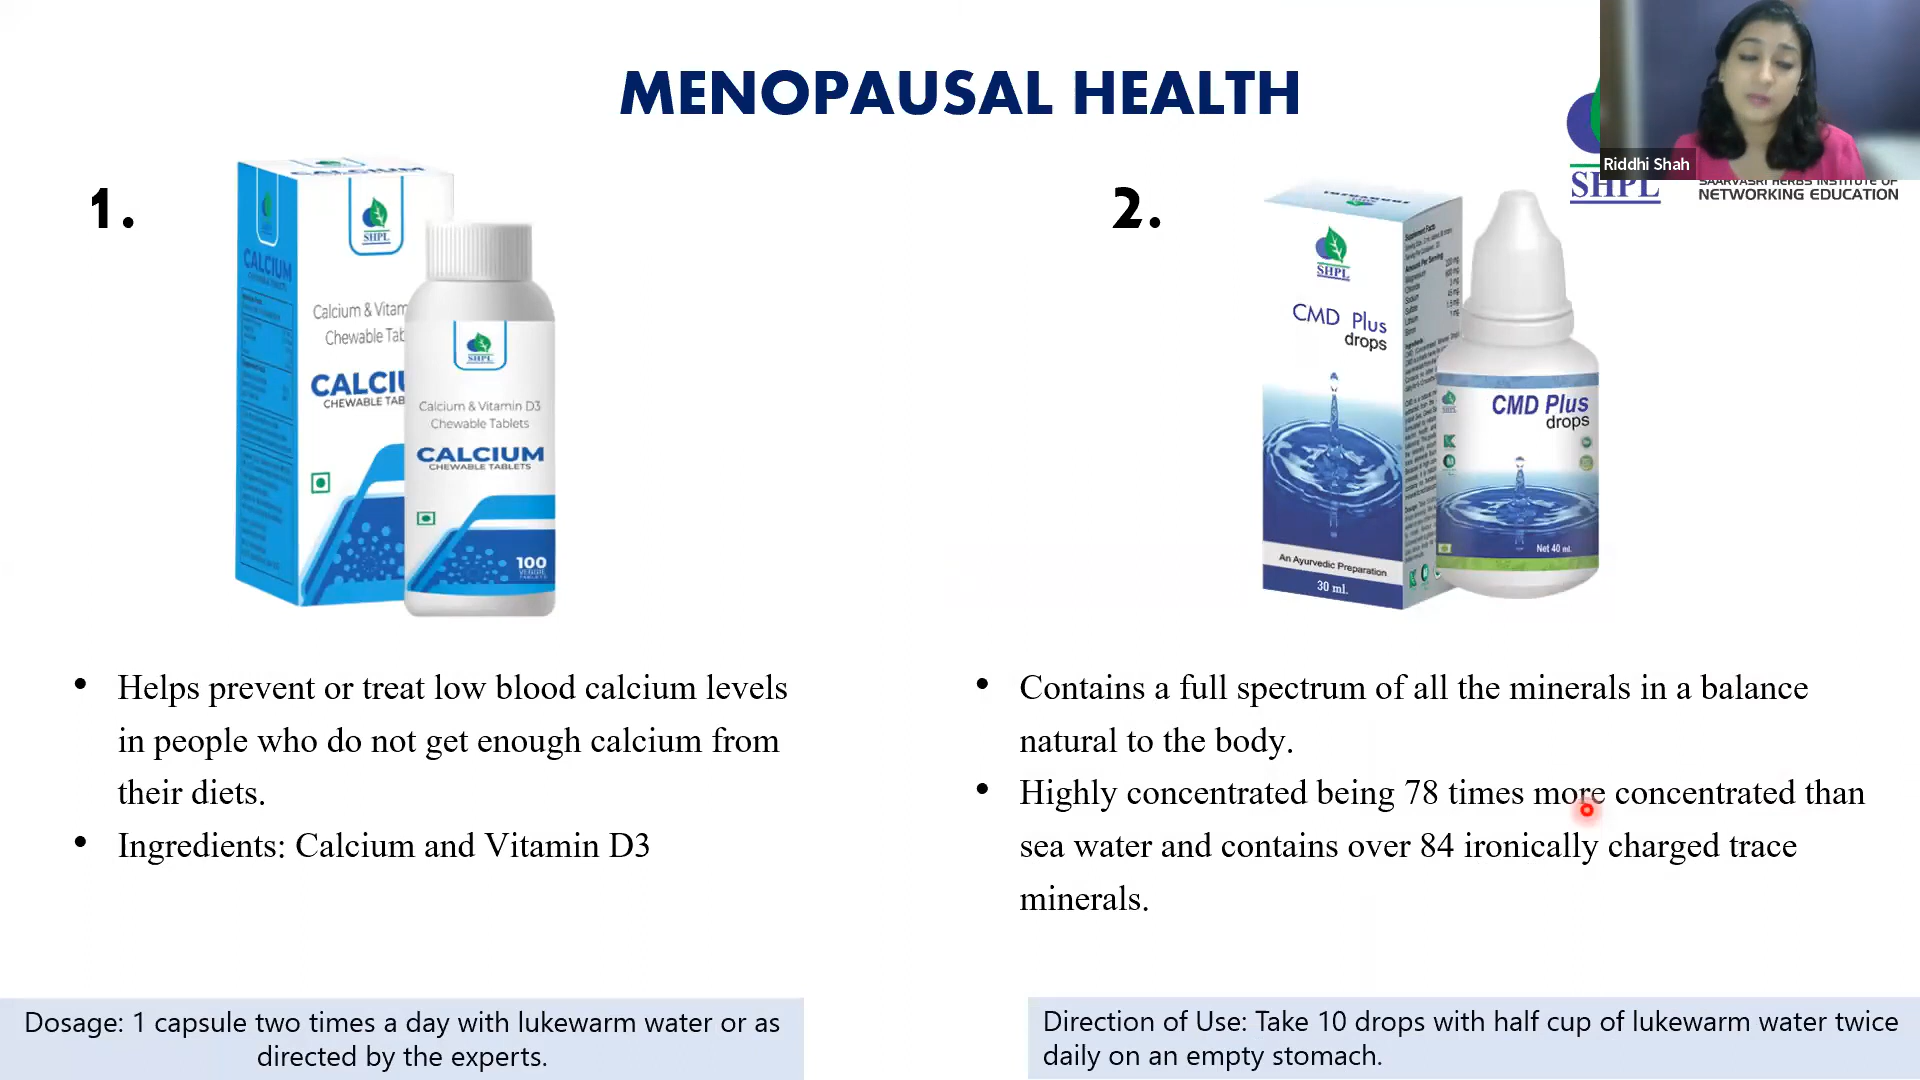 MENOPAUSAL HEALTH
Riddhi Shah
SHPL
NETWORKING EDUCATION
1.
CALCIUM
SHPL
CALCIUM
Calcium &
Chewable
CHEWABLE
SHPL
Calcium & Vitamin D3
Chewable Tablets
CALCIUM
CHEWABLE TABLETS
100
VEGGIE
TABLETS
2.
SHPL
CMD Plus
drops
An Ayurvedic Preparation
30 ml.
Supplement Facts
CMD Plus
drops
Net 40 ml.
• Helps prevent or treat low blood calcium levels
in people who do not get enough calcium from
their diets.
• Ingredients: Calcium and Vitamin D3
• Contains a full spectrum of all the minerals in a balance
natural to the body.
• Highly concentrated being 78 times more concentrated than
sea water and contains over 84 ironically charged trace
minerals.
Dosage: 1 capsule two times a day with lukewarm water or as
directed by the experts.
Direction of Use: Take 10 drops with half cup of lukewarm water twice
daily on an empty stomach.